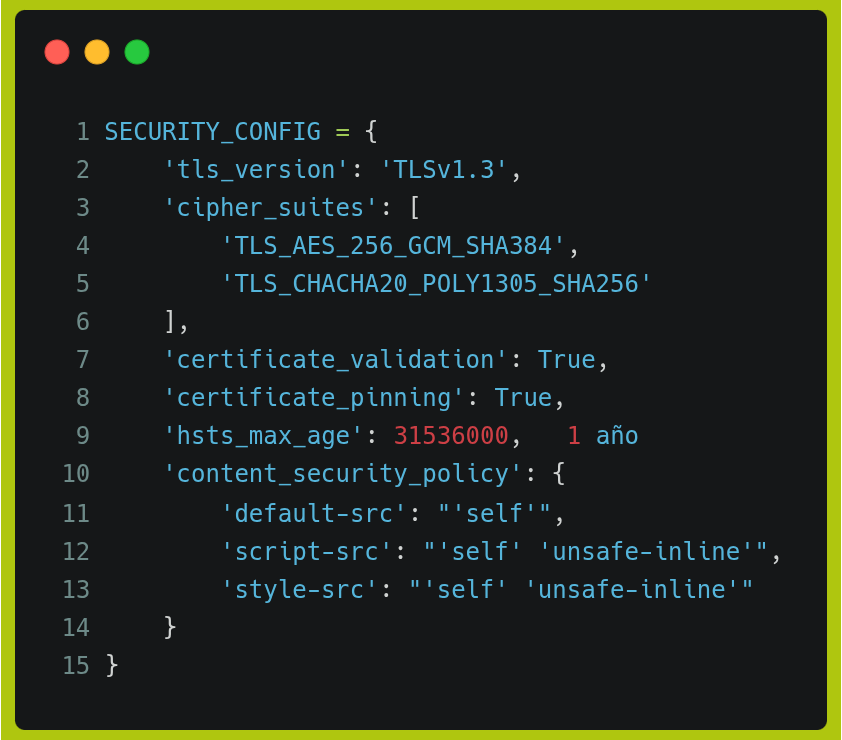 1 SECURITY_CONFIG = {
2     'tls_version': 'TLSv1.3',
3     'cipher_suites': [
4         'TLS_AES_256_GCM_SHA384',
5         'TLS_CHACHA20_POLY1305_SHA256'
6     ],
7     'certificate_validation': True,
8     'certificate_pinning': True,
9     'hsts_max_age': 31536000,   1 año
10     'content_security_policy': {
11         'default-src': "'self'",
12         'script-src': "'self' 'unsafe-inline'",
13         'style-src': "'self' 'unsafe-inline'"
14     }
15 }